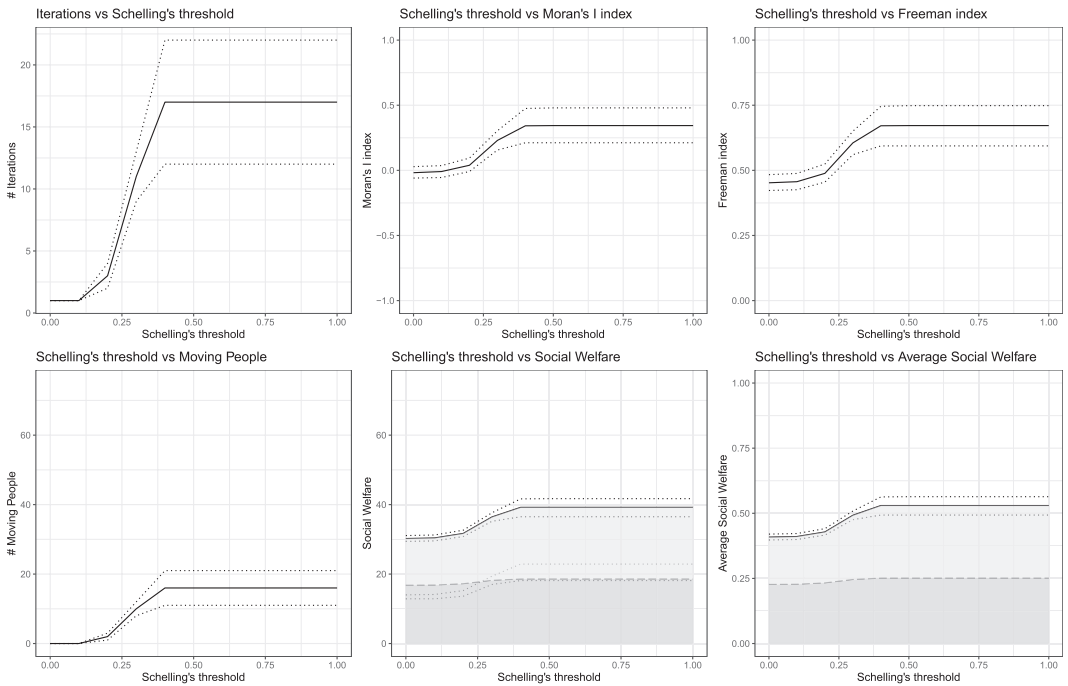 Iterations vs Schelling's threshold
20
15
10
5
0
# Iterations
0.00 0.25 0.50 0.75 1.00
Schelling's threshold
Schelling's threshold vs Moran's I index
1.0
0.5
0.0
−0.5
−1.0
Moran's I index
0.00 0.25 0.50 0.75 1.00
Schelling's threshold
Schelling's threshold vs Freeman index
1.00
0.75
0.50
0.25
0.00
Freeman index
0.00 0.25 0.50 0.75 1.00
Schelling's threshold
Schelling's threshold vs Moving People
60
40
20
0
# Moving People
0.00 0.25 0.50 0.75 1.00
Schelling's threshold
Schelling's threshold vs Social Welfare
60
40
20
0
Social Welfare
0.00 0.25 0.50 0.75 1.00
Schelling's threshold
Schelling's threshold vs Average Social Welfare
1.00
0.75
0.50
0.25
0.00
Average Social Welfare
0.00 0.25 0.50 0.75 1.00
Schelling's threshold